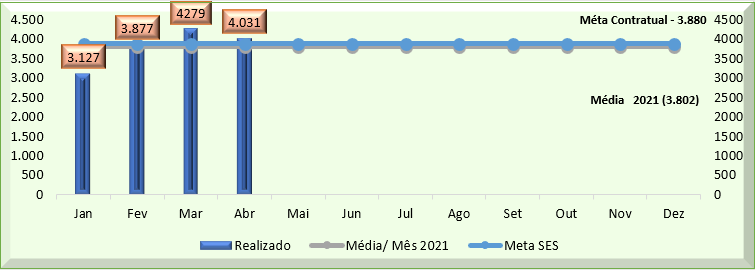 4.500 4279 Méta Contratual - 3.880 4500
4.000 3.877 4.031 4000
3.500 3.127 3500
3.000 3000
2.500 Média 2021 (3.802) 2500
2.000 2000
1.500 1500
1.000 1000
500 500
0 0
Jan Fev Mar Abr Mai Jun Jul Ago Set Out Nov Dez
Realizado Média/ Mês 2021 Meta SES